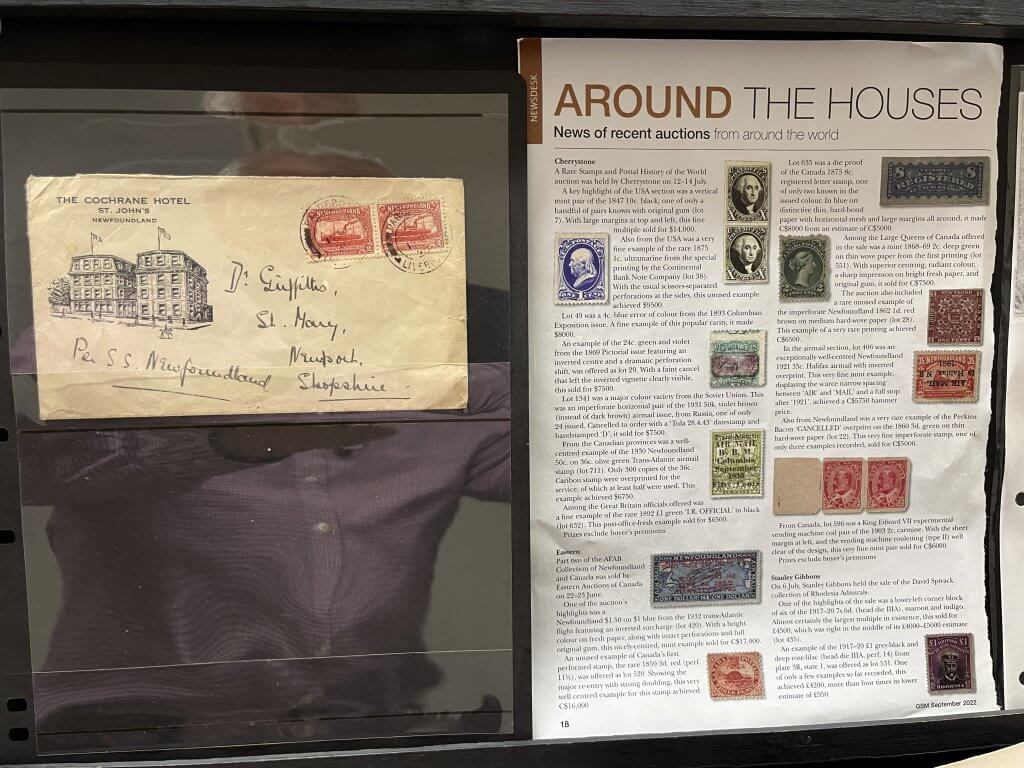 THE COCHRANE HOTEL
ST. JOHN'S
NEWFOUNDLAND
NEWFOUNDLAND
NEWFOUNDLAND
Dr. Griffiths,
St. Mary,
Newport,
Shropshire.
Per S.S. Newfoundland
NEWSDESK
AROUND THE HOUSES
News of recent auctions from around the world
Cherrystone
A Rare Stamps and Postal History of the World
auction was held by Cherrystone on 12–14 July.
A key highlight of the USA section was a vertical
mint pair of the 1847 10c. black; one of only a
handful of pairs known with original gum (lot
7). With large margins at top and left, this fine
multiple sold for $14,000.
Also from the USA was a very
fine example of the rare 1875
1c. ultramarine from the special
printing by the Continental
Bank Note Company (lot 38).
With the usual scissors-separated
perforations at the sides, this unused example
achieved $9500.
Lot 49 was a 4c. blue error of colour from the 1893 Columbian
Exposition issue. A fine example of this popular rarity, it made
$8000.
An example of the 24c. green and violet
from the 1869 Pictorial issue featuring an
inverted centre and a dramatic perforation
shift, was offered as lot 29. With a faint cancel
that left the inverted vignette clearly visible,
this sold for $7500.
Lot 1341 was a major colour variety from the Soviet Union. This
was an imperforate horizontal pair of the 1931 50k. violet brown
(instead of dark brown) airmail issue, from Russia, one of only
24 issued. Cancelled to order with a 'Tula 28.4.43' datestamp and
handstamped 'D', it sold for $7500.
From the Canadian provinces was a well-
centred example of the 1930 Newfoundland
50c. on 36c. olive green Trans-Atlantic airmail
stamp (lot 711). Only 300 copies of the 36c.
Caribou stamp were overprinted for the
service, of which at least half were used. This
example achieved $6750.
Among the Great Britain officials offered was
a fine example of the rare 1892 £1 green 'I.R. OFFICIAL' in black
(lot 632). This post-office-fresh example sold for $6500.
Prizes exclude buyer's premiums
Eastern
Part two of the AFAB
Collection of Newfoundland
and Canada was sold by
Eastern Auctions of Canada
on 22–23 June.
One of the auction's
highlights was a
Newfoundland $1.50 on $1 blue from the 1932 trans-Atlantic
flight featuring an inverted surcharge (lot 420). With a bright
colour on fresh paper, along with intact perforations and full
original gum, this nicely-centred, mint example sold for C$17,000.
An unused example of Canada's first
perforated stamp, the rare 1859 3d. red (perf.
11¾), was offered as lot 520. Showing the
major re-entry with strong doubling, this very
well centred example for this stamp achieved
C$16,000
18
Lot 635 was a die proof
of the Canada 1875 8c.
registered letter stamp, one
of only two known in the
issued colour. In blue on
distinctive thin, hard-bond
paper with horizontal mesh and large margins all around, it made
C$8000 from an estimate of C$5000.
Among the Large Queens of Canada offered
in the sale was a mint 1868–69 2c. deep green
on thin wove paper from the first printing (lot
551). With superior centring, radiant colour,
a sharp impression on bright fresh paper, and
original gum, it sold for C$7500.
The auction also included
a rare unused example of
the imperforate Newfoundland 1862 1d. red
brown on medium hard-wove paper (lot 28).
This example of a very rare printing achieved
C$6500.
In the airmail section, lot 406 was an
exceptionally well-centred Newfoundland
1921 35c. Halifax airmail with inverted
overprint. This very fine mint example,
displaying the scarce narrow spacing
between 'AIR' and 'MAIL' and a full stop
after '1921', achieved a C$5750 hammer
price.
Also from Newfoundland was a very rare example of the Perkins
Bacon 'CANCELLED' overprint on the 1860 3d. green on thin
hard-wove paper (lot 22). This very fine imperforate stamp, one of
only three examples recorded, sold for C$5000.
From Canada, lot 596 was a King Edward VII experimental
vending machine coil pair of the 1903 2c. carmine. With the sheet
margin at left, and the vending machine rouletting (type II) well
clear of the design, this very fine mint pair sold for C$6000.
Prizes exclude buyer's premiums
Stanley Gibbons
On 6 July, Stanley Gibbons held the sale of the David Spivack
collection of Rhodesia Admirals.
One of the highlights of the sale was a lower-left corner block
of six of the 1917–20 7s.6d. (head die IIIA), maroon and indigo.
Almost certainly the largest multiple in existence, this sold for
£4500, which was right in the middle of its £4000–£5000 estimate
(lot 435).
An example of the 1917–20 £1 grey-black and
deep rose-lilac (head die IIIA, perf. 14) from
plate 3R, state 1, was offered as lot 531. One
of only a few examples so far recorded, this
achieved £4200, more than four times its lower
estimate of £950.
GSM September 2022
REGISTERED
NEWFOUNDLAND
AIR MAIL
to Halifax, N.S.
1921
Trans-Atlantic
AIR MAIL
By B. M.
Columbia
September
1930
Fifty Cents
NEWFOUNDLAND
ONE DOLLAR $1 ONE DOLLAR
RHODESIA